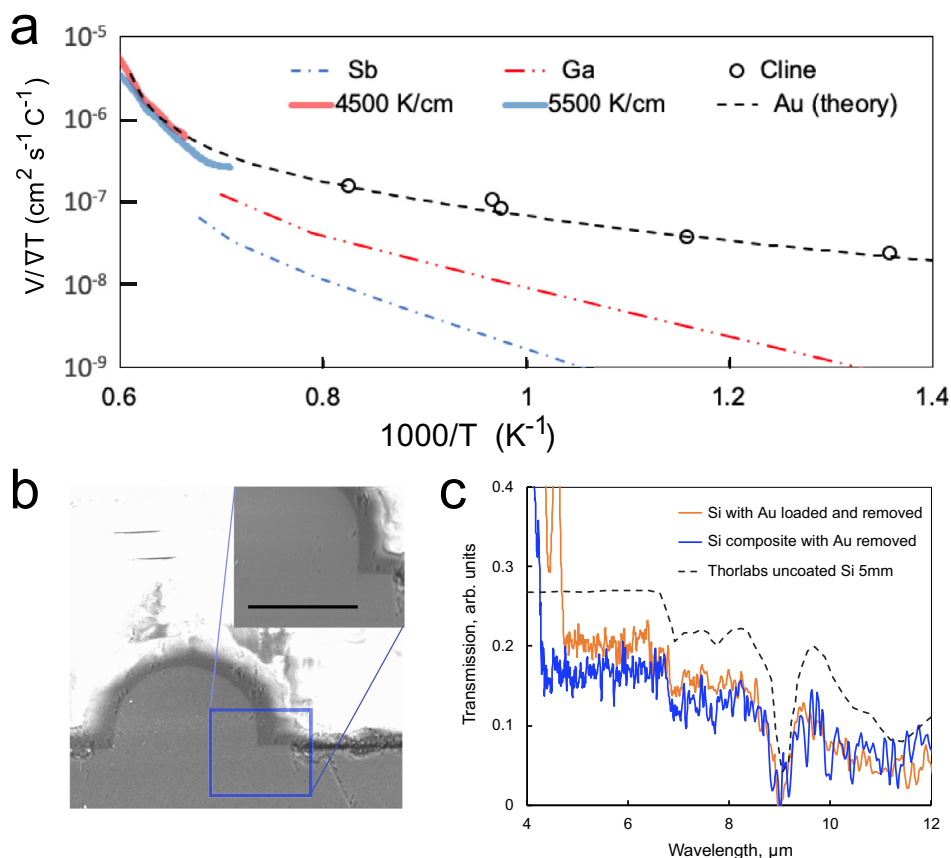 a
10⁻⁵
10⁻⁶
10⁻⁷
10⁻⁸
10⁻⁹
V/∇T (cm² s⁻¹ C⁻¹)
Sb
Ga
Cline
4500 K/cm
5500 K/cm
Au (theory)
0.6
0.8
1
1.2
1.4
1000/T (K⁻¹)
b
c
0.4
0.3
0.2
0.1
0
Transmission, arb. units
Si with Au loaded and removed
Si composite with Au removed
Thorlabs uncoated Si 5mm
4
6
8
10
12
Wavelength, µm